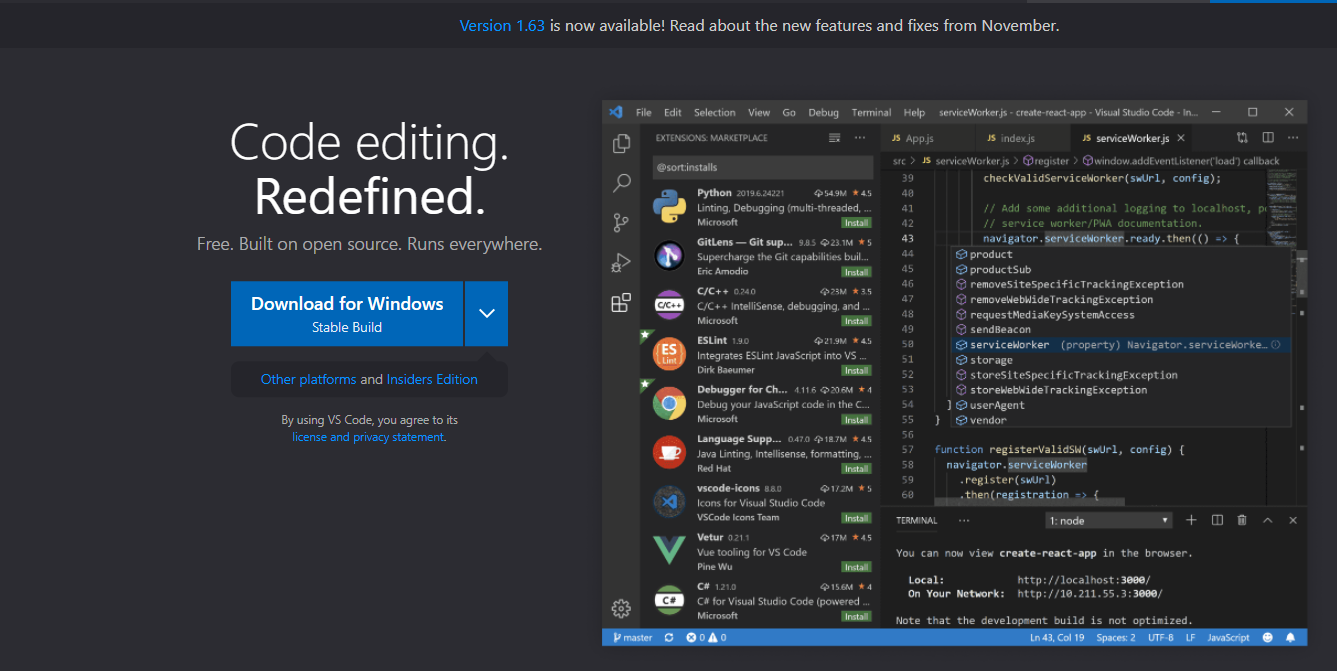 Version 1.63 is now available! Read about the new features and fixes from November.
Code editing.
Redefined.
Free. Built on open source. Runs everywhere.
Download for Windows
Stable Build
Other platforms and Insiders Edition
By using VS Code, you agree to its
license and privacy statement.
File Edit Selection View Go Debug Terminal Help serviceWorker.js - create-react-app - Visual Studio Code - In...
EXTENSIONS: MARKETPLACE
@sort:installs
Python 2019.6.24221 54.9M 4.5
Linting, Debugging (multi-threaded, ...
Microsoft Install
GitLens — Git sup... 9.8.5 23.1M 5
Supercharge the Git capabilities buil...
Eric Amodio Install
C/C++
C/C++ 0.24.0 23M 3.5
C/C++ IntelliSense, debugging, and ...
Microsoft Install
ES
Lint
ESLint 1.9.0 21.9M 4.5
Integrates ESLint JavaScript into VS ...
Dirk Baeumer Install
Debugger for Ch... 4.11.6 20.6M 4
Debug your JavaScript code in the C...
Microsoft Install
Language Supp... 0.47.0 18.7M 4.5
Java Linting, Intellisense, formatting, ...
Red Hat Install
vscode-icons 8.8.0 17.2M 5
Icons for Visual Studio Code
VSCode Icons Team Install
Vetur 0.21.1 17M 4.5
Vue tooling for VS Code
Pine Wu Install
C#
C# 1.21.0 15.6M 4
C# for Visual Studio Code (powered ...
Microsoft Install
JS App.js JS index.js JS serviceWorker.js
src > JS serviceWorker.js > register > window.addEventListener('load') callback
39 checkValidServiceWorker(swUrl, config);
40
41 // Add some additional logging to localhost, p
42 // service worker/PWA documentation.
43 navigator.serviceWorker.ready.then(() => {
44 product
45 productSub
46 removeSiteSpecificTrackingException
47 removeWebWideTrackingException
48 requestMediaKeySystemAccess
49 sendBeacon
50 serviceWorker (property) Navigator.serviceWorke...
51 storage
52 storeSiteSpecificTrackingException
53 storeWebWideTrackingException
54 ] userAgent
55 } vendor
56
57 function registerValidSW(swUrl, config) {
58 navigator.serviceWorker
59 .register(swUrl)
60 .then(registration => {
TERMINAL ... 1: node
You can now view create-react-app in the browser.
Local: http://localhost:3000/
On Your Network: http://10.211.55.3:3000/
Note that the development build is not optimized.
master 0 0 Ln 43, Col 19 Spaces: 2 UTF-8 LF JavaScript